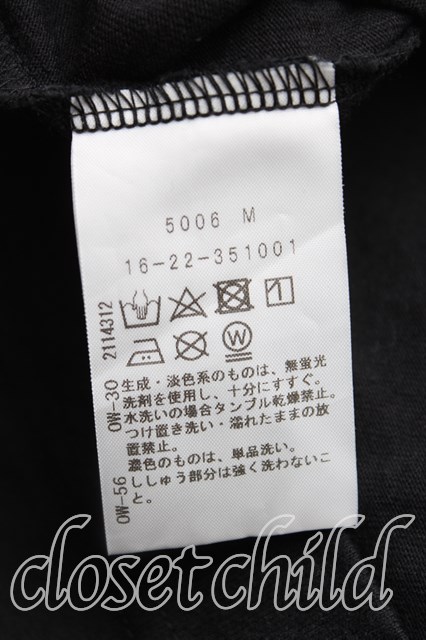 5006 M
16-22-351001
OW-30 2114312
生成・淡色系のものは、無蛍光
洗剤を使用し、十分にすすぐ。
水洗いの場合タンブル乾燥禁止。
つけ置き洗い・濡れたままの放
置禁止。
濃色のものは、単品洗い。
OW-56
ししゅう部分は強く洗わないこ
と。
closetchild